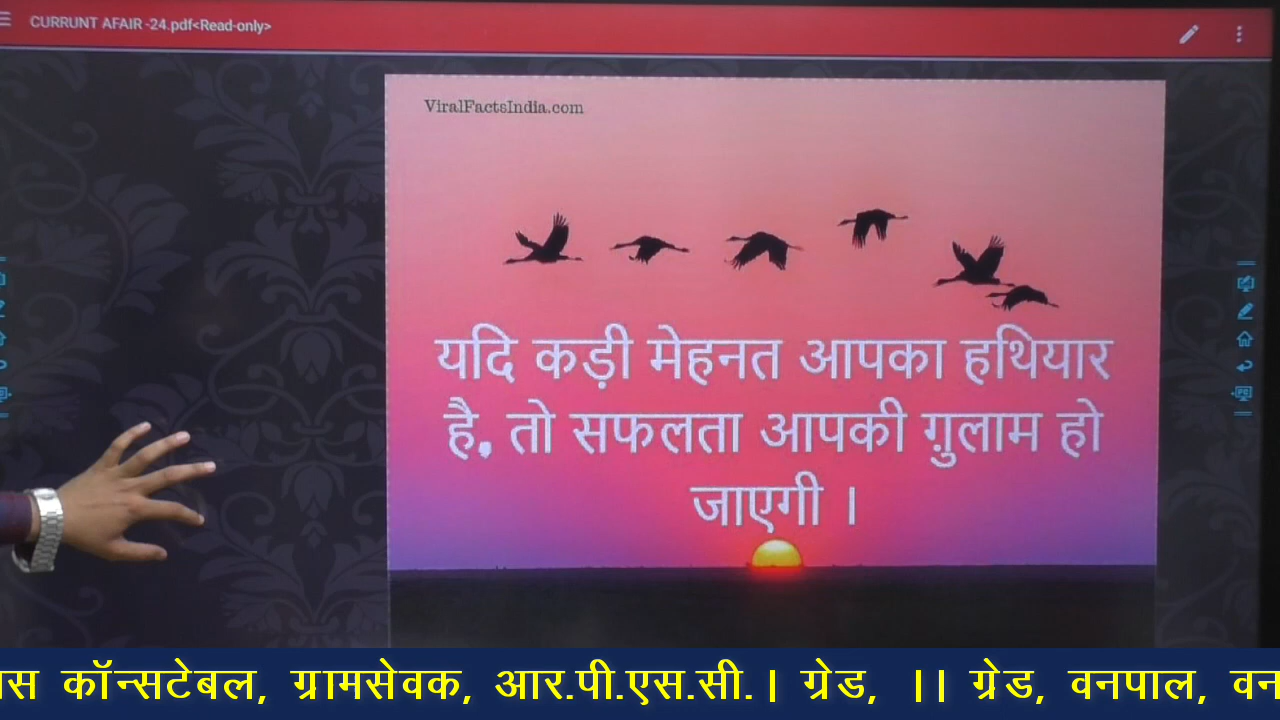 CURRUNT AFAIR -24.pdf<Read-only>
ViralFactsIndia.com
यदि कड़ी मेहनत आपका हथियार
है, तो सफलता आपकी ग़ुलाम हो
जाएगी ।
कॉन्सटेबल, ग्रामसेवक, आर.पी.एस.सी. I ग्रेड, II ग्रेड, वनपाल,